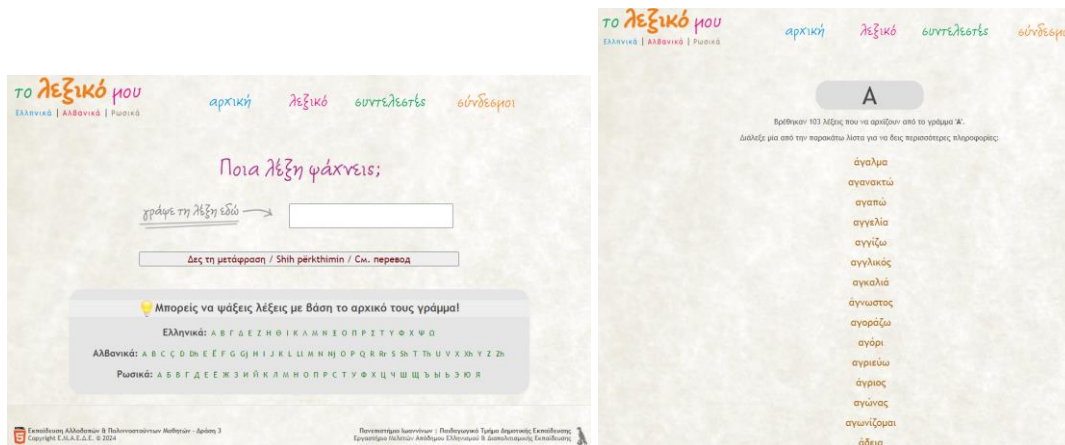 το λεξικό μου
Ελληνικά | Αλβανικά | Ρωσικά
αρχική λεξικό συντελεστές σύνδεσμοι
Ποια λέξη ψάχνεις;
γράψε τη λέξη εδώ
Δες τη μετάφραση / Shih përkthimin / См. перевод
Μπορείς να ψάξεις λέξεις με βάση το αρχικό τους γράμμα!
Ελληνικά: Α Β Γ Δ Ε Ζ Η Θ Ι Κ Λ Μ Ν Ξ Ο Π Ρ Σ Τ Υ Φ Χ Ψ Ω
Αλβανικά: A B C Ç D Dh E Ë F G Gj H I J K L Ll M N Nj O P Q R Rr S Sh T Th U V X Xh Y Z Zh
Ρωσικά: А Б В Г Д Е Ё Ж З И Й К Л М Н О П Р С Т У Ф Х Ц Ч Ш Щ Ъ Ы Ь Э Ю Я
Εκπαίδευση Αλλοδαπών & Παλιννοστούντων Μαθητών - Δράση 3
Copyright Ε.Μ.Α.Ε.Δ.Ε. © 2024
Πανεπιστήμιο Ιωαννίνων | Παιδαγωγικό Τμήμα Δημοτικής Εκπαίδευσης
Εργαστήριο Μελετών Απόδημου Ελληνισμού & Διαπολιτισμικής Εκπαίδευσης
το λεξικό μου
Ελληνικά | Αλβανικά | Ρωσικά
αρχική λεξικό συντελεστές σύνδεσμο
Α
Βρέθηκαν 103 λέξεις που να αρχίζουν από το γράμμα 'Α'.
Διάλεξε μία από την παρακάτω λίστα για να δεις περισσότερες πληροφορίες:
άγαλμα
αγανακτώ
αγαπώ
αγγελία
αγγίζω
αγγλικός
αγκαλιά
άγνωστος
αγοράζω
αγόρι
αγριεύω
άγριος
αγώνας
αγωνίζομαι
άδεια